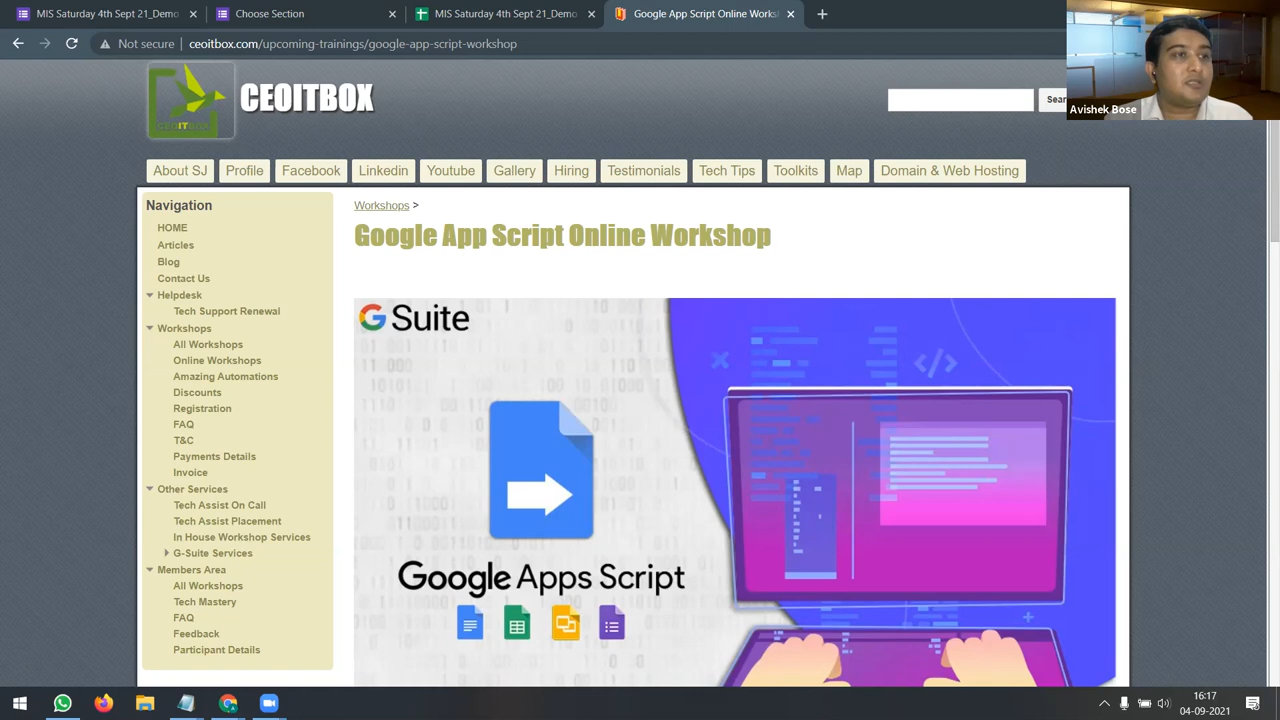 MIS Saturday 4th Sept 21_Demo
Choose Section
MIS Saturday 4th Sept 21_Demo
Google App Script Online Works
Not secure
ceoitbox.com/upcoming-trainings/google-app-script-workshop
Avishek Bose
CEOITBOX
CEOITBOX
Sear
About SJ
Profile
Facebook
Linkedin
Youtube
Gallery
Hiring
Testimonials
Tech Tips
Toolkits
Map
Domain & Web Hosting
Navigation
HOME
Articles
Blog
Contact Us
Helpdesk
Tech Support Renewal
Workshops
All Workshops
Online Workshops
Amazing Automations
Discounts
Registration
FAQ
T&C
Payments Details
Invoice
Other Services
Tech Assist On Call
Tech Assist Placement
In House Workshop Services
G-Suite Services
Members Area
All Workshops
Tech Mastery
FAQ
Feedback
Participant Details
Workshops >
Google App Script Online Workshop
G Suite
</>
Google Apps Script
16:17
04-09-2021